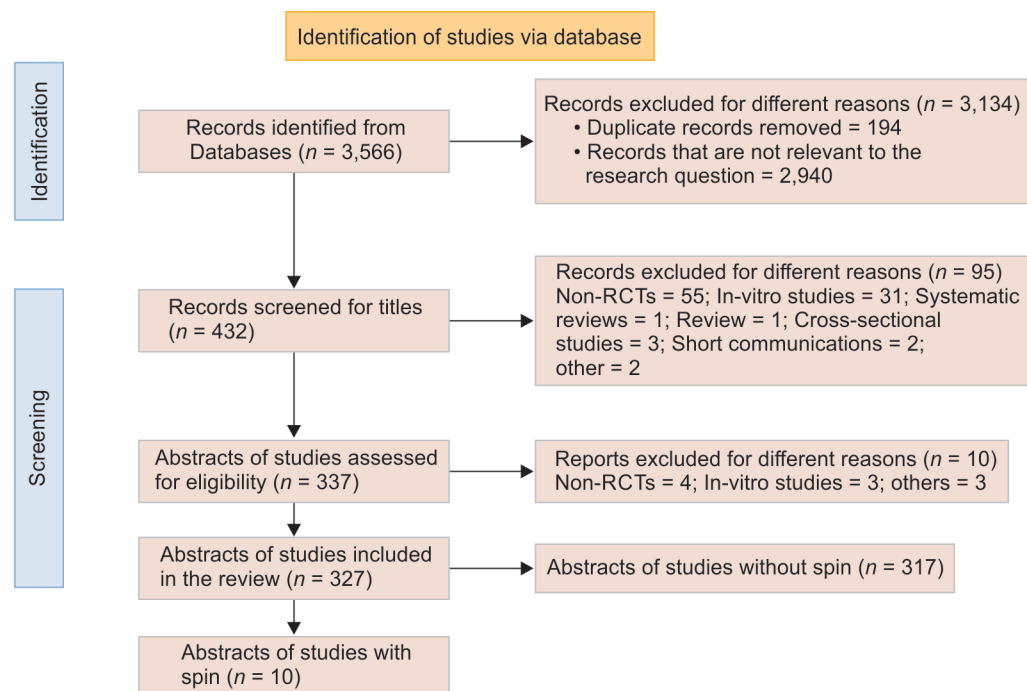 Identification of studies via database
Identification
Records identified from
Databases (n = 3,566)
Records excluded for different reasons (n = 3,134)
• Duplicate records removed = 194
• Records that are not relevant to the
research question = 2,940
Screening
Records screened for titles
(n = 432)
Records excluded for different reasons (n = 95)
Non-RCTs = 55; In-vitro studies = 31; Systematic
reviews = 1; Review = 1; Cross-sectional
studies = 3; Short communications = 2;
other = 2
Abstracts of studies assessed
for eligibility (n = 337)
Reports excluded for different reasons (n = 10)
Non-RCTs = 4; In-vitro studies = 3; others = 3
Abstracts of studies included
in the review (n = 327)
Abstracts of studies without spin (n = 317)
Abstracts of studies with
spin (n = 10)